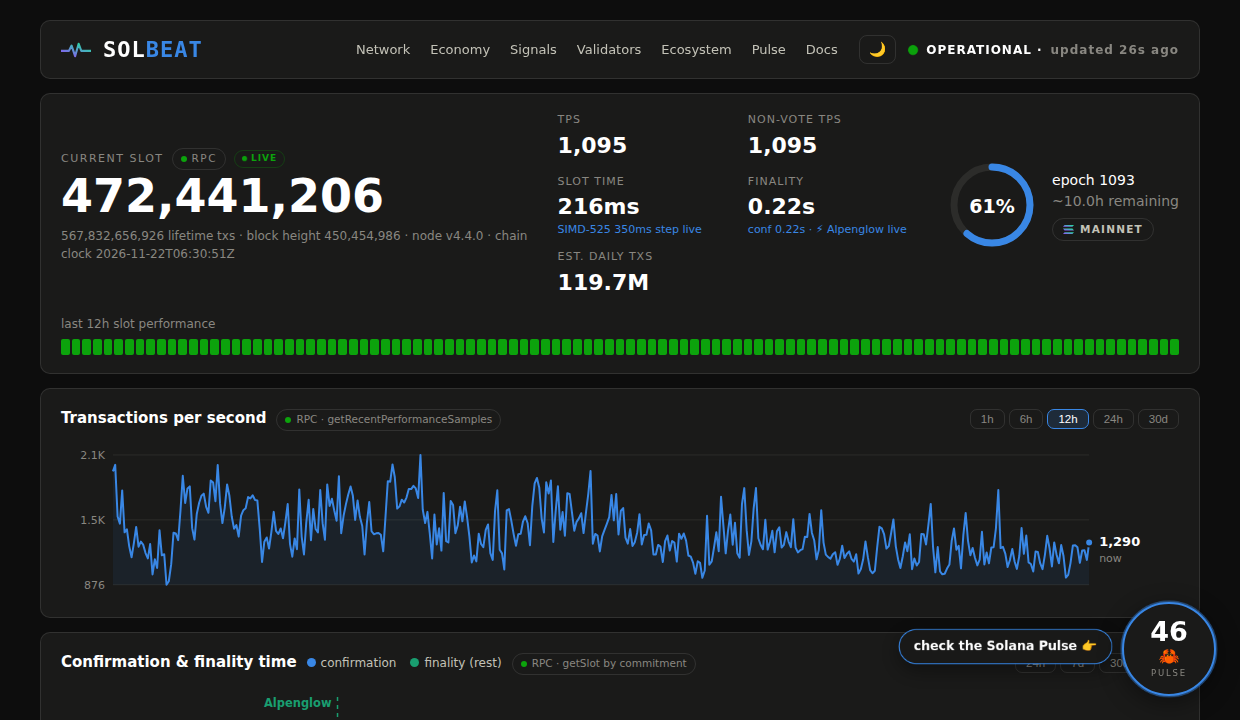 SOLBEAT
Network Economy Signals Validators Ecosystem Pulse Docs
OPERATIONAL · updated 26s ago
CURRENT SLOT RPC LIVE
472,441,206
567,832,656,926 lifetime txs · block height 450,454,986 · node v4.4.0 · chain
clock 2026-11-22T06:30:51Z
TPS
1,095
NON-VOTE TPS
1,095
SLOT TIME
216ms
SIMD-525 350ms step live
FINALITY
0.22s
conf 0.22s · ⚡ Alpenglow live
EST. DAILY TXS
119.7M
61%
epoch 1093
~10.0h remaining
MAINNET
last 12h slot performance
Transactions per second RPC · getRecentPerformanceSamples
1h 6h 12h 24h 30d
2.1K
1.5K
876
1,290
now
Confirmation & finality time confirmation finality (rest) RPC · getSlot by commitment
check the Solana Pulse 👉
46
🦀
PULSE
Alpenglow